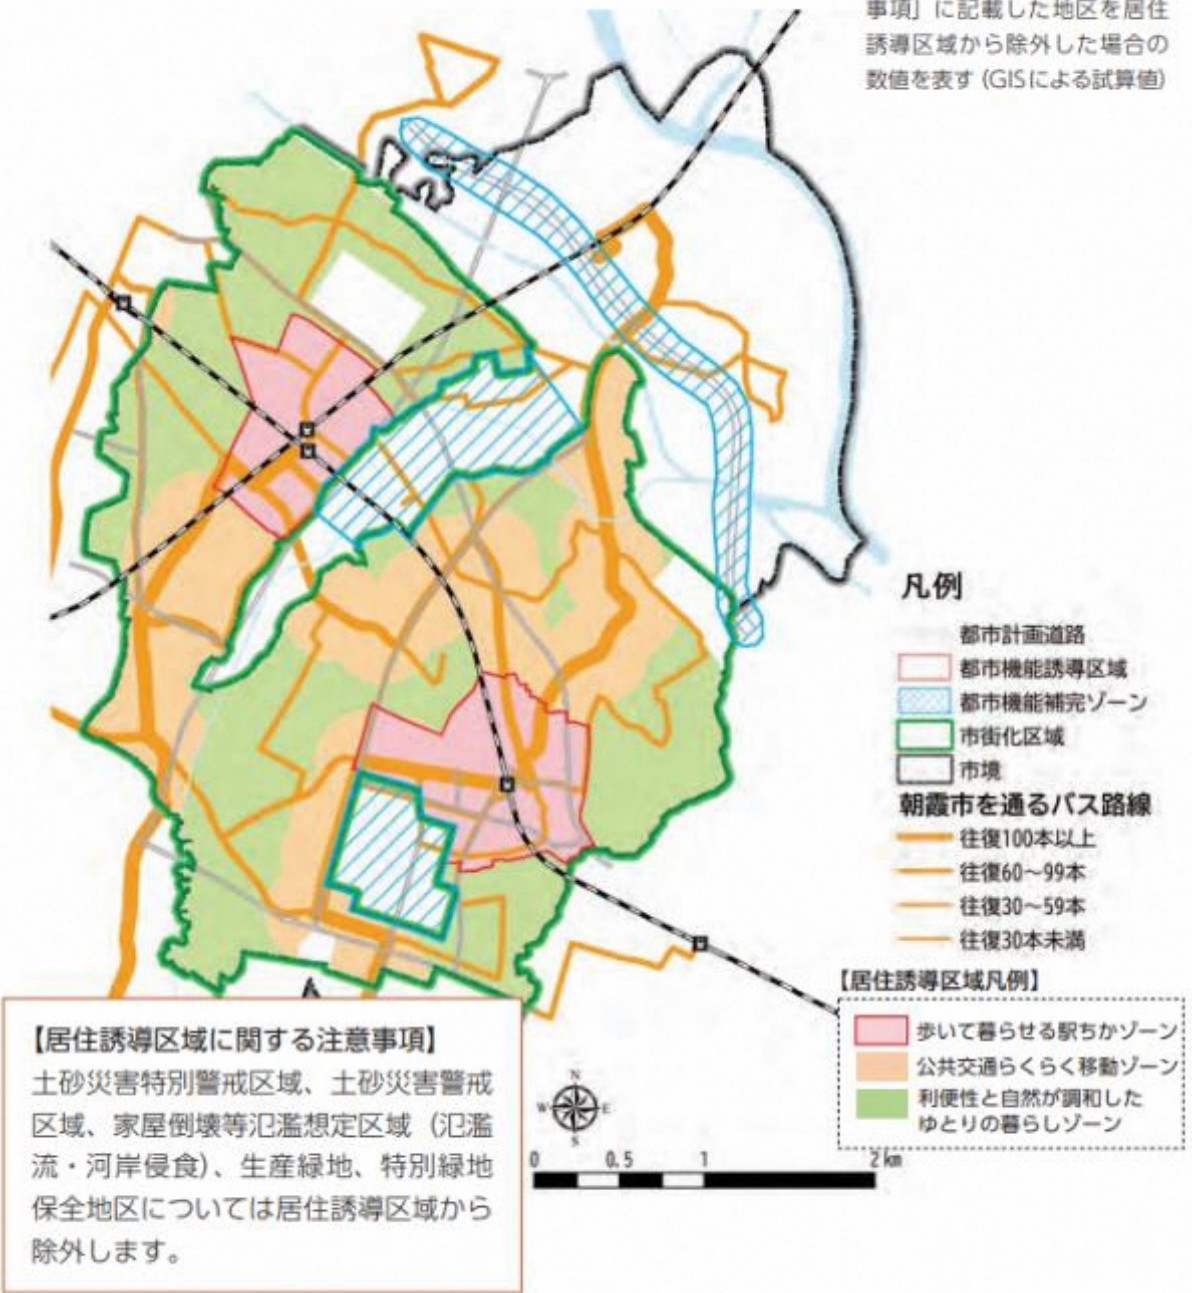 事項」に記載した地区を居住
誘導区域から除外した場合の
数値を表す（GISによる試算値）
凡例
都市計画道路
都市機能誘導区域
都市機能補完ゾーン
市街化区域
市境
朝霞市を通るバス路線
往復100本以上
往復60～99本
往復30～59本
往復30本未満
【居住誘導区域凡例】
歩いて暮らせる駅ちかゾーン
公共交通らくらく移動ゾーン
利便性と自然が調和した
ゆとりの暮らしゾーン
【居住誘導区域に関する注意事項】
土砂災害特別警戒区域、土砂災害警戒
区域、家屋倒壊等氾濫想定区域（氾濫
流・河岸侵食）、生産緑地、特別緑地
保全地区については居住誘導区域から
除外します。
N
W E
S
0 0.5 1 2 km